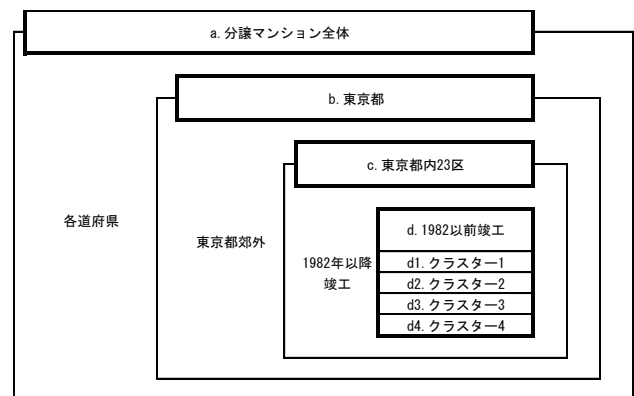 a.分譲マンション全体
b.東京都
c.東京都内23区
各道府県
東京都郊外
1982年以降
竣工
d.1982以前竣工
d1.クラスター1
d2.クラスター2
d3.クラスター3
d4.クラスター4